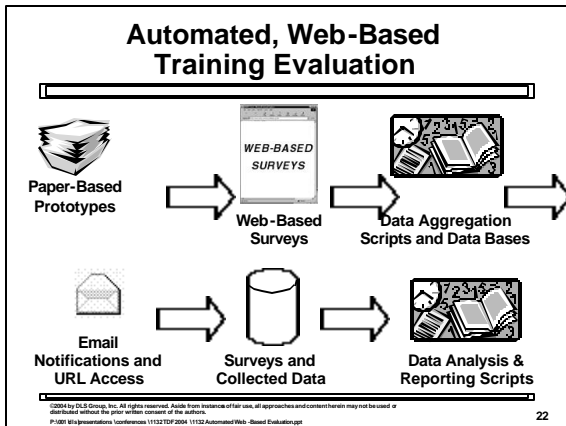 Automated, Web-Based
Training Evaluation
WEB-BASED
SURVEYS
Paper-Based
Prototypes
Web-Based
Surveys
Data Aggregation
Scripts and Data Bases
Email
Notifications and
URL Access
Surveys and
Collected Data
Data Analysis &
Reporting Scripts
©2004 by DLS Group, Inc. All rights reserved. Aside from instances of fair use, all approaches and content herein may not be used or
distributed without the prior written consent of the authors.
22